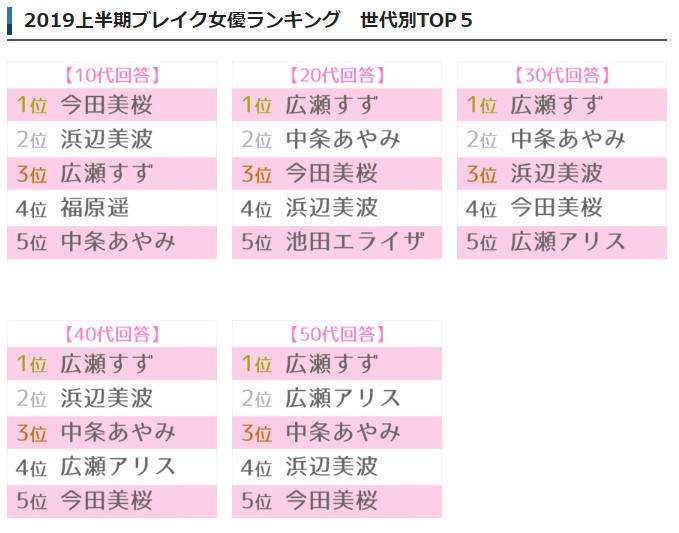 2019上半期ブレイク女優ランキング　世代別TOP５
【10代回答】
1位 今田美桜
2位 浜辺美波
3位 広瀬すず
4位 福原遥
5位 中条あやみ
【20代回答】
1位 広瀬すず
2位 中条あやみ
3位 今田美桜
4位 浜辺美波
5位 池田エライザ
【30代回答】
1位 広瀬すず
2位 中条あやみ
3位 浜辺美波
4位 今田美桜
5位 広瀬アリス
【40代回答】
1位 広瀬すず
2位 浜辺美波
3位 中条あやみ
4位 広瀬アリス
5位 今田美桜
【50代回答】
1位 広瀬すず
2位 広瀬アリス
3位 中条あやみ
4位 浜辺美波
5位 今田美桜